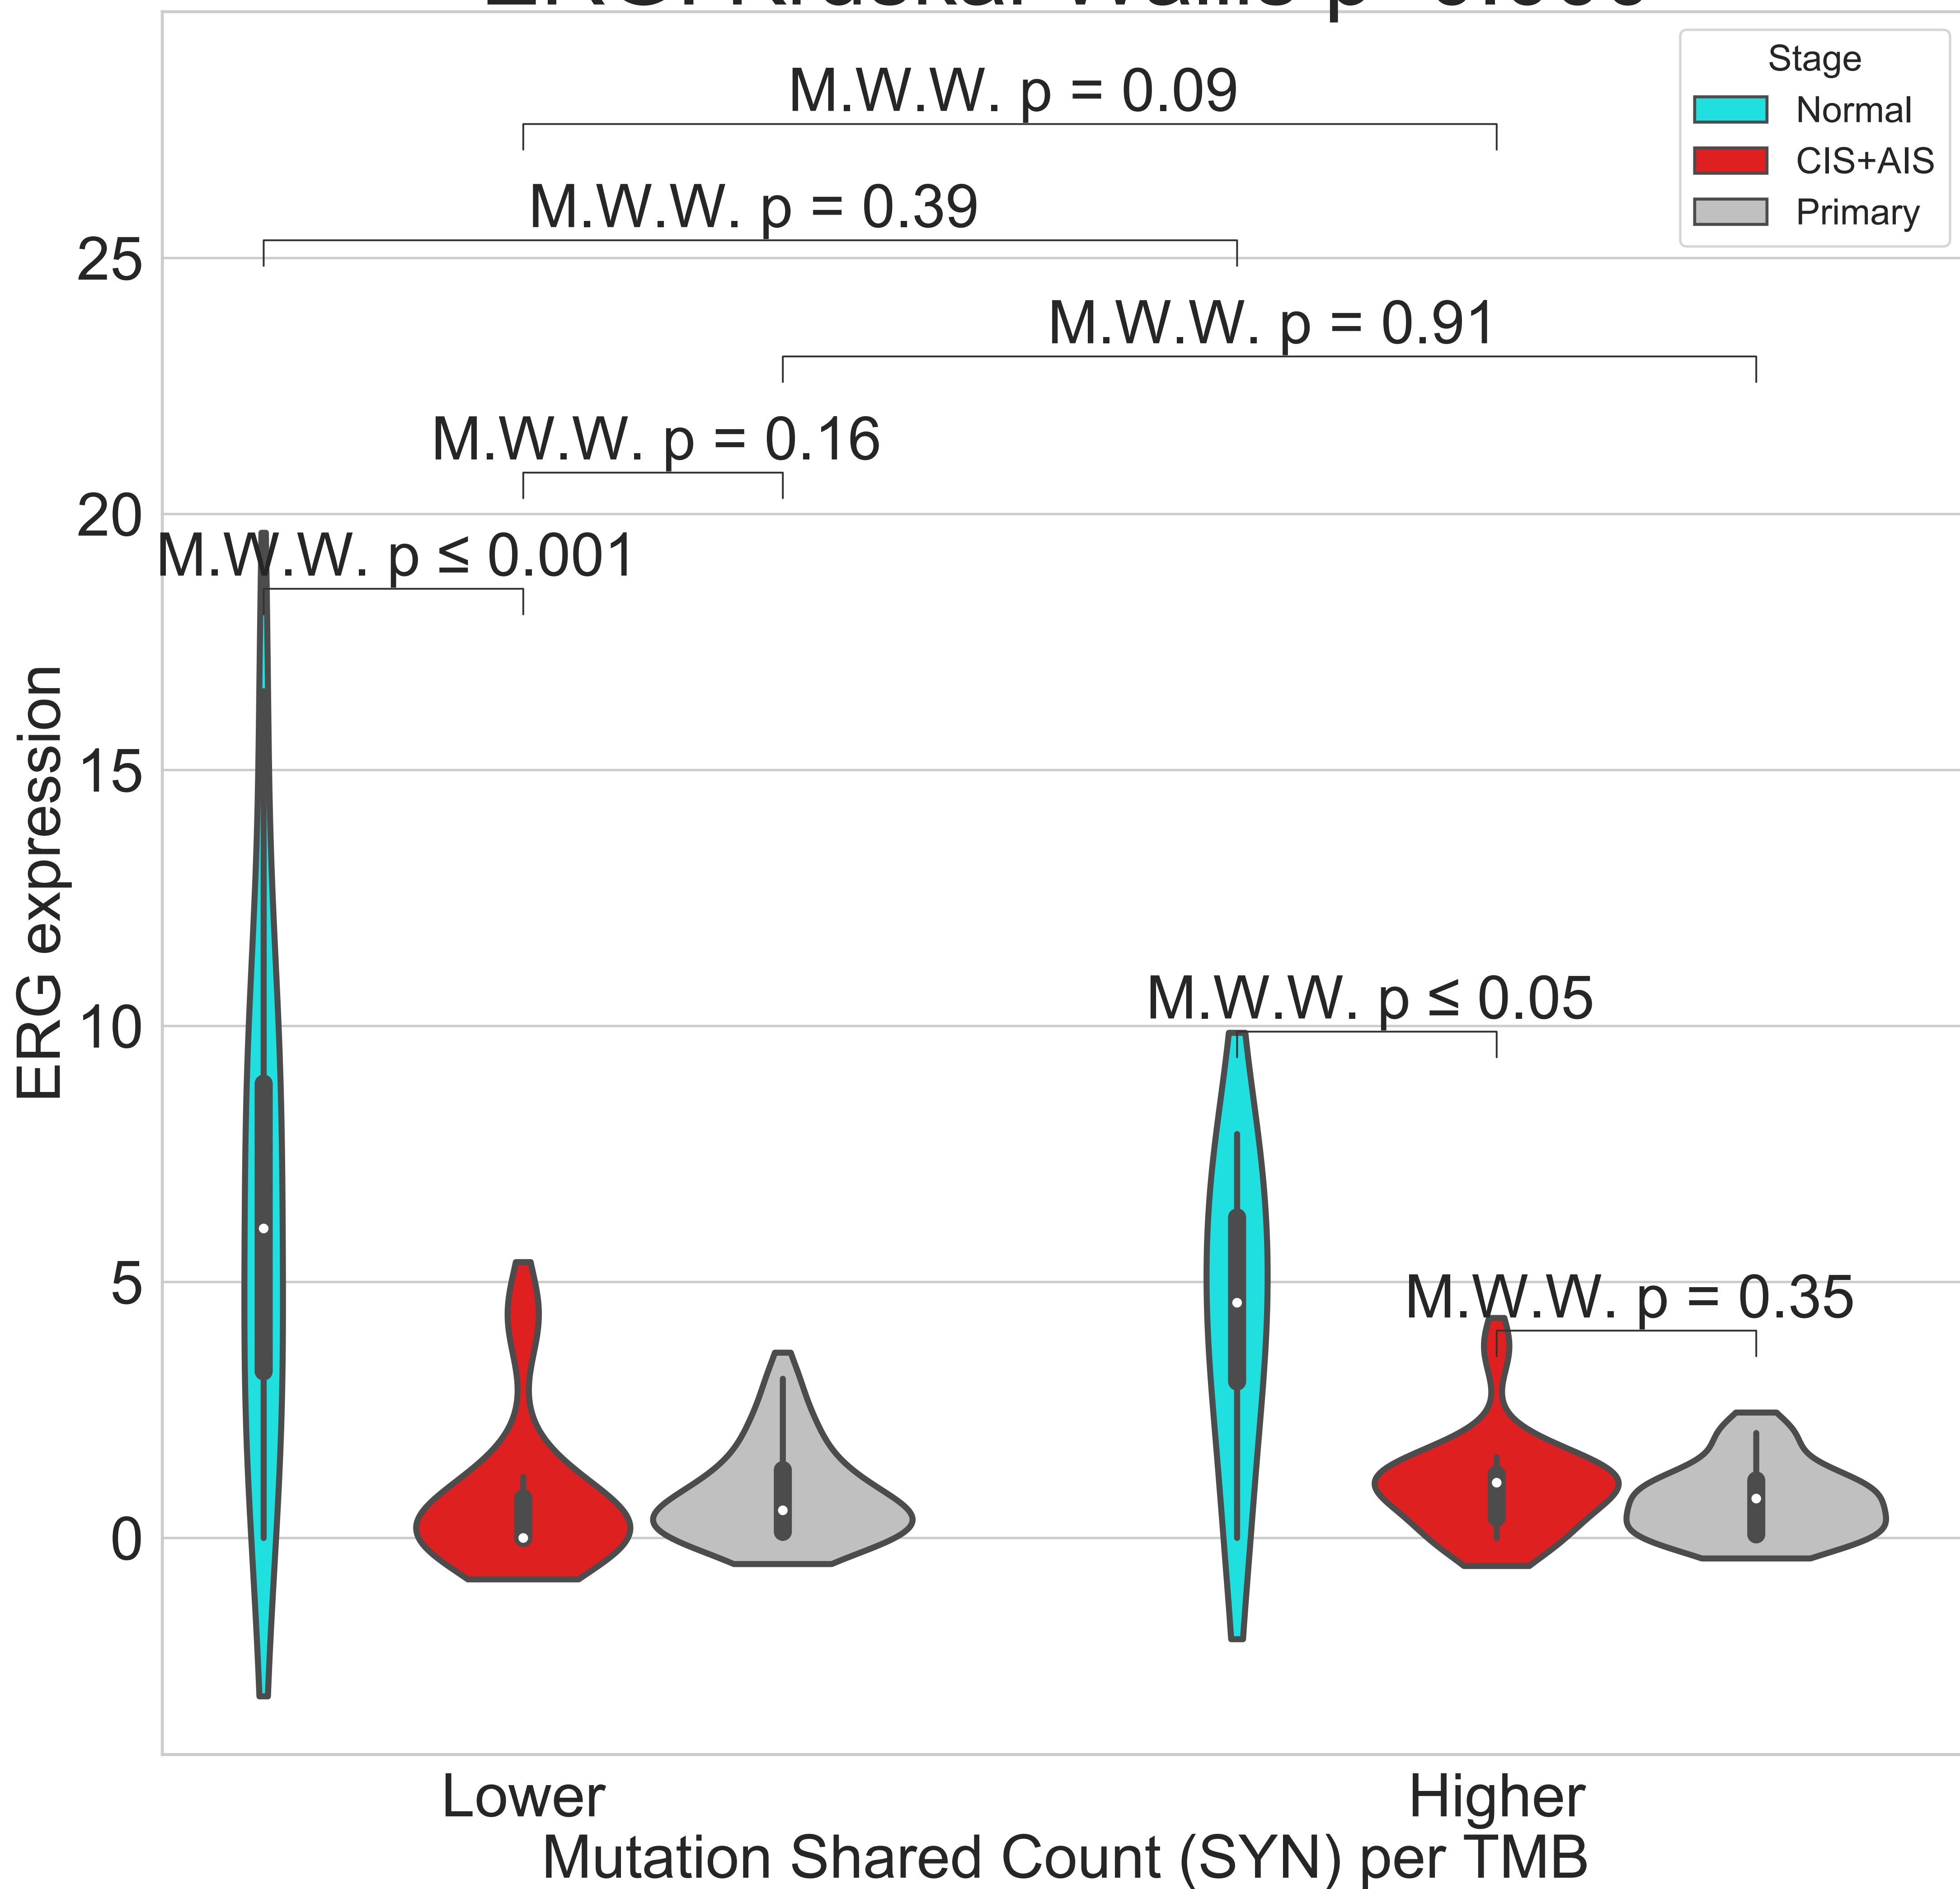 Stage
Normal
CIS+AIS
Primary
M.W.W. p = 0.09
M.W.W. p = 0.39
M.W.W. p = 0.91
M.W.W. p = 0.16
M.W.W. p ≤ 0.001
M.W.W. p ≤ 0.05
M.W.W. p = 0.35
25
20
15
10
5
0
ERG expression
Lower
Higher
Mutation Shared Count (SYN) per TMB